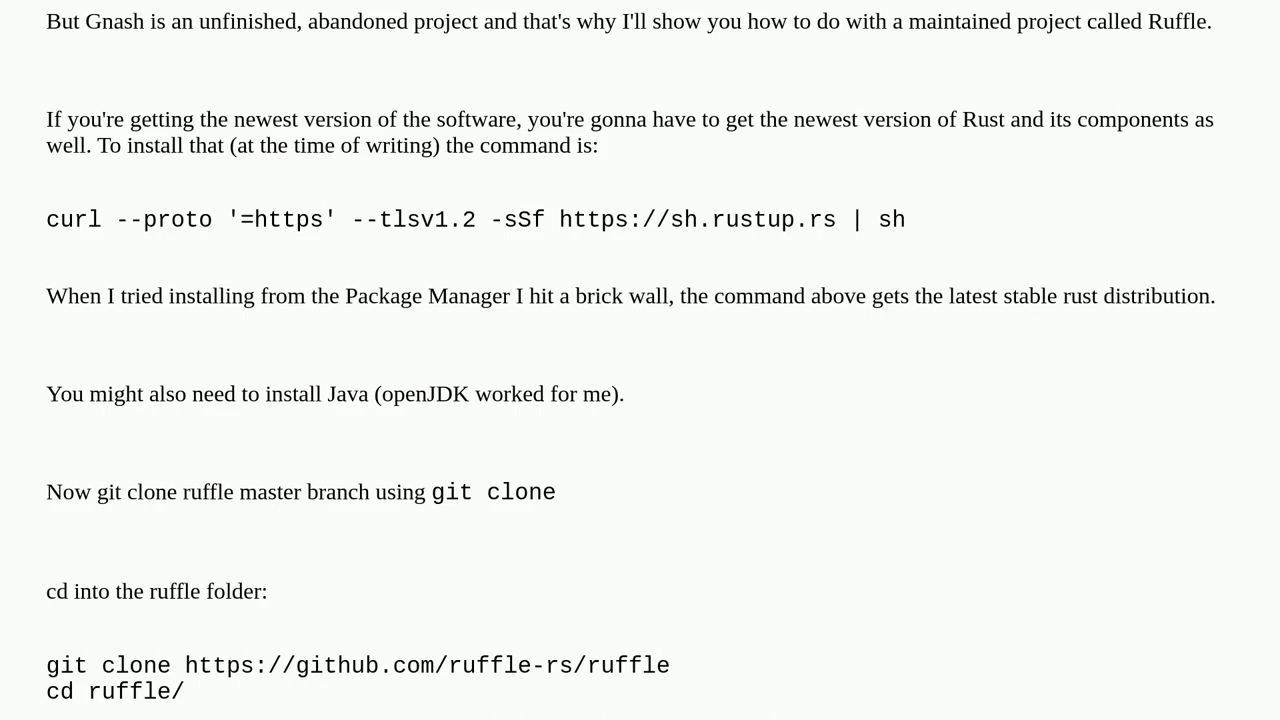 But Gnash is an unfinished, abandoned project and that's why I'll show you how to do with a maintained project called Ruffle.
If you're getting the newest version of the software, you're gonna have to get the newest version of Rust and its components as
well. To install that (at the time of writing) the command is:
curl --proto '=https' --tlsv1.2 -sSf https://sh.rustup.rs | sh
When I tried installing from the Package Manager I hit a brick wall, the command above gets the latest stable rust distribution.
You might also need to install Java (openJDK worked for me).
Now git clone ruffle master branch using git clone
cd into the ruffle folder:
git clone https://github.com/ruffle-rs/ruffle
cd ruffle/